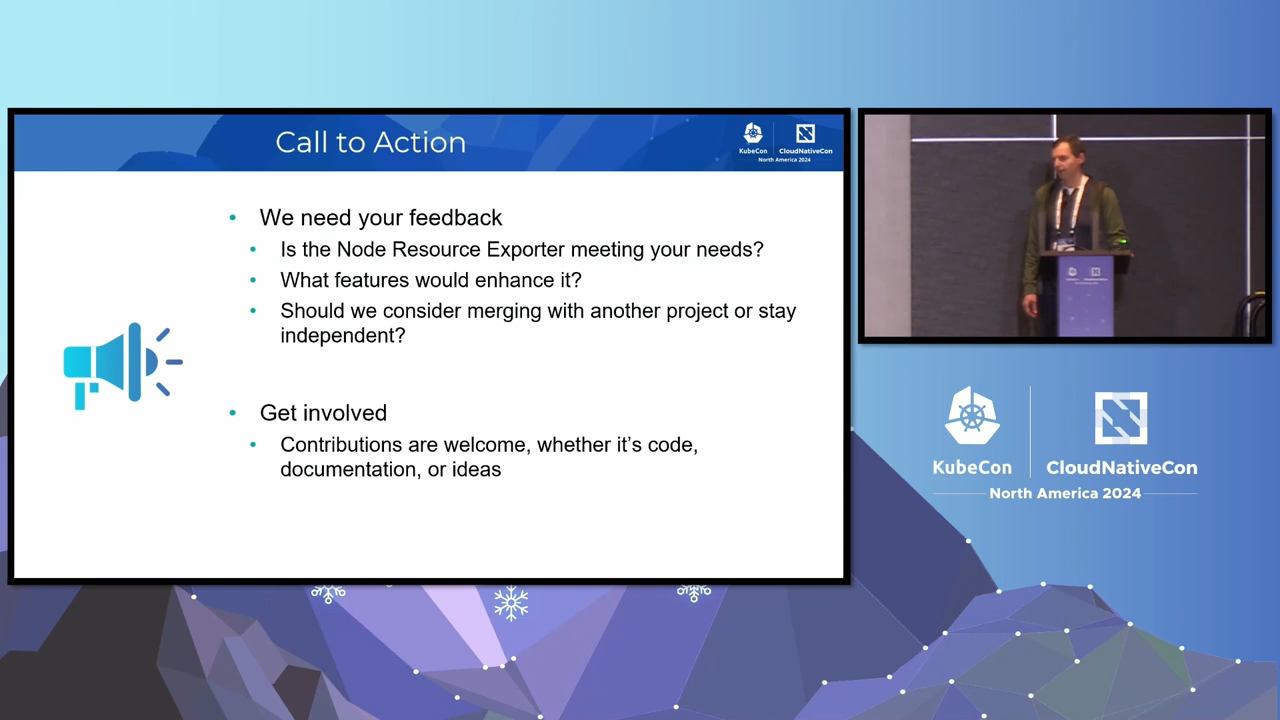 Call to Action
KubeCon
CloudNativeCon
North America 2024
• We need your feedback
• Is the Node Resource Exporter meeting your needs?
• What features would enhance it?
• Should we consider merging with another project or stay
independent?
• Get involved
• Contributions are welcome, whether it’s code,
documentation, or ideas
KubeCon
CloudNativeCon
North America 2024